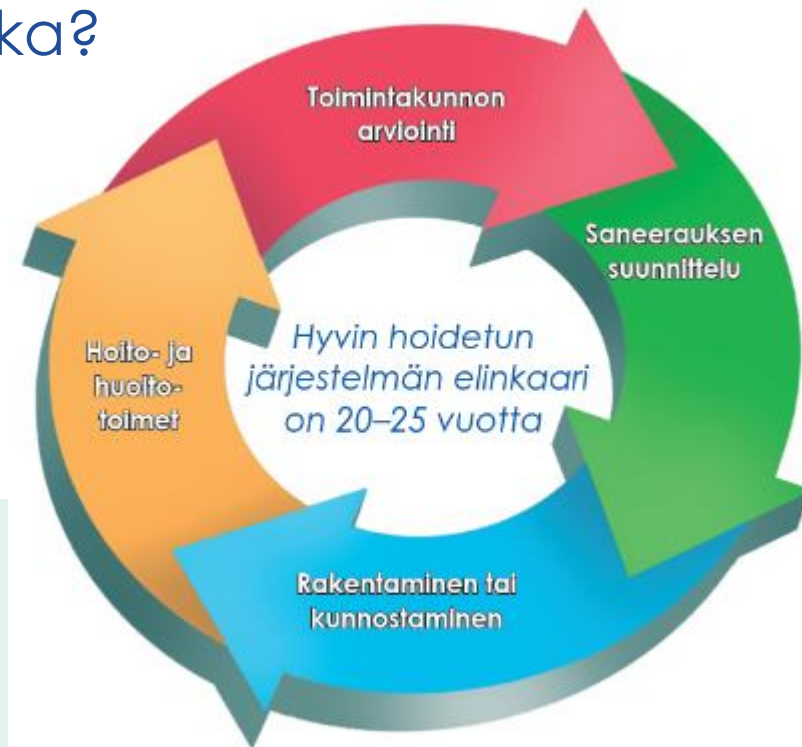 ka?
Toimintakunnon
arviointi
Saneerauksen
suunnittelu
Hyvin hoidetun
järjestelmän elinkaari
on 20–25 vuotta
Hoito- ja
huolto-
toimet
Rakentaminen tai
kunnostaminen